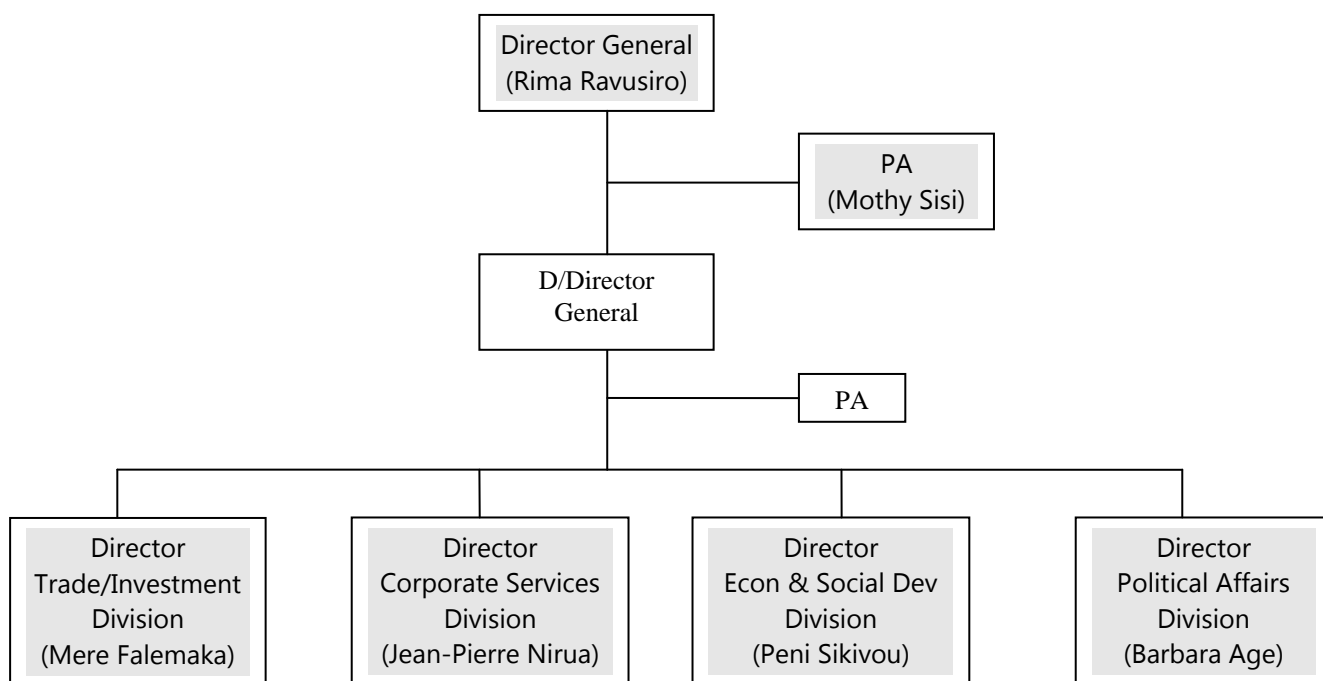 Director General
(Rima Ravusiro)
PA
(Mothy Sisi)
D/Director
General
PA
Director
Trade/Investment
Division
(Mere Falemaka)
Director
Corporate Services
Division
(Jean-Pierre Nirua)
Director
Econ & Social Dev
Division
(Peni Sikivou)
Director
Political Affairs
Division
(Barbara Age)